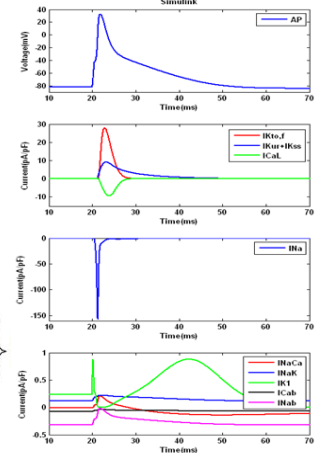 Simulink
40
20
0
-20
-40
-60
-80
Voltage(mV)
AP
10 20 30 40 50 60 70
Time(ms)
30
20
10
0
-10
Current(pA/pF)
IKto,f
IKur+IKss
ICaL
10 20 30 40 50 60 70
Time(ms)
0
-50
-100
-150
Current(pA/pF)
INa
10 20 30 40 50 60 70
Time(ms)
1
0.5
0
-0.5
Current(pA/pF)
INaCa
INaK
IK1
ICab
INab
10 20 30 40 50 60 70
Time(ms)